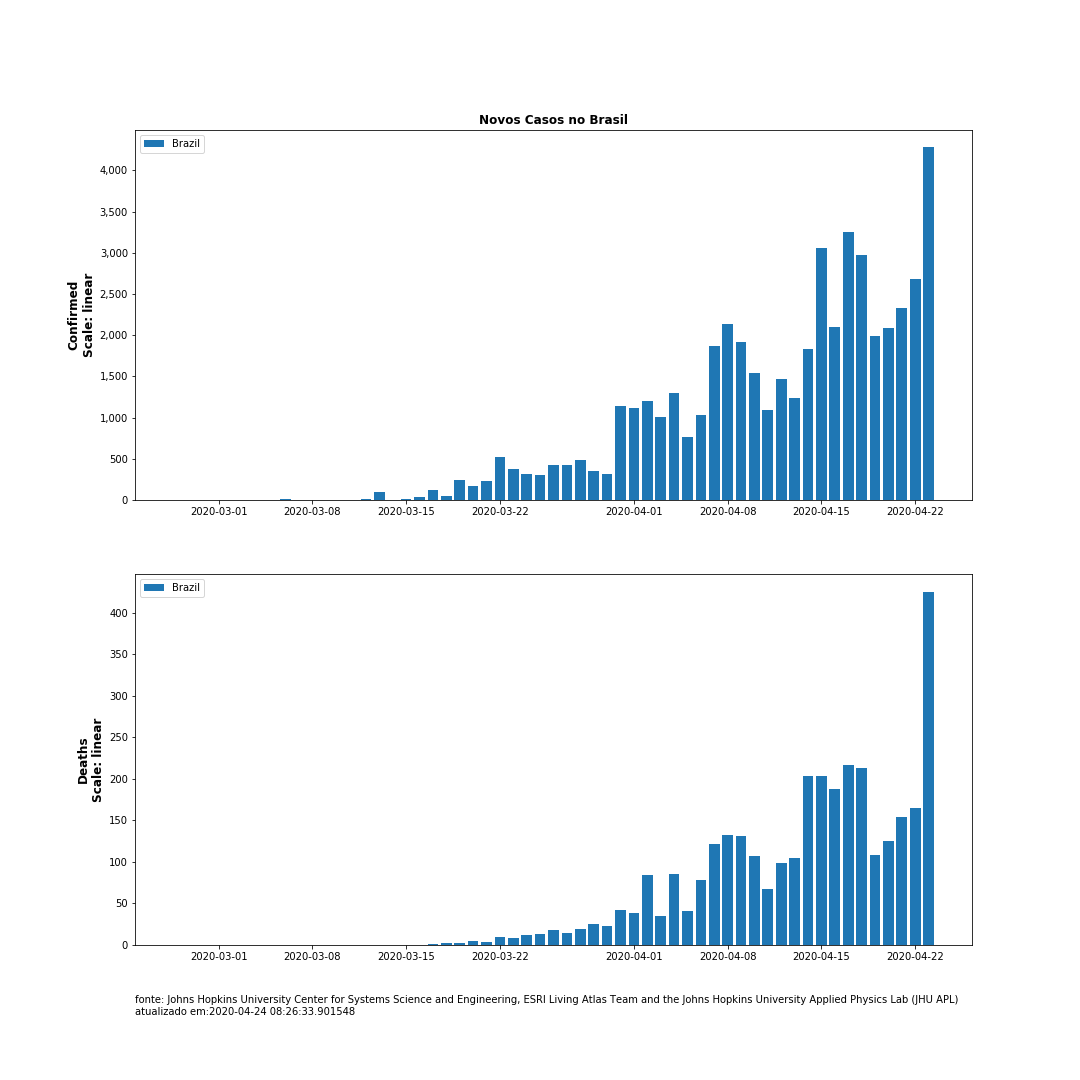 Novos Casos no Brasil
Brazil
4,000
3,500
3,000
2,500
2,000
1,500
1,000
500
0
Confirmed
Scale: linear
2020-03-01 2020-03-08 2020-03-15 2020-03-22 2020-04-01 2020-04-08 2020-04-15 2020-04-22
Brazil
400
350
300
250
200
150
100
50
0
Deaths
Scale: linear
2020-03-01 2020-03-08 2020-03-15 2020-03-22 2020-04-01 2020-04-08 2020-04-15 2020-04-22
fonte: Johns Hopkins University Center for Systems Science and Engineering, ESRI Living Atlas Team and the Johns Hopkins University Applied Physics Lab (JHU APL)
atualizado em:2020-04-24 08:26:33.901548